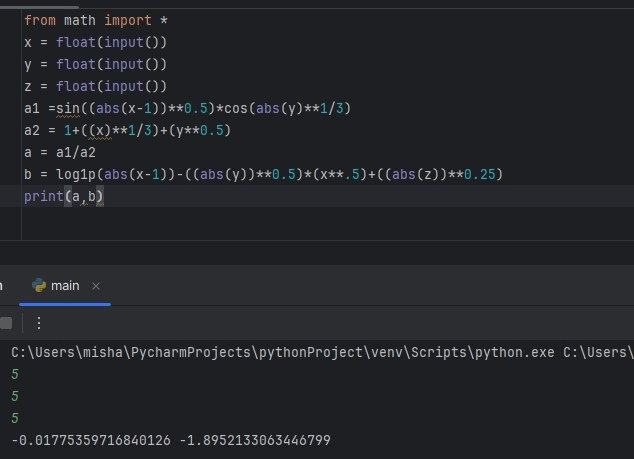 from math import *
x = float(input())
y = float(input())
z = float(input())
a1 =sin((abs(x-1))**0.5)*cos(abs(y)**1/3)
a2 = 1+((x)**1/3)+(y**0.5)
a = a1/a2
b = log1p(abs(x-1))-((abs(y))**0.5)*(x**.5)+((abs(z))**0.25)
print(a,b)
main
C:\Users\misha\PycharmProjects\pythonProject\venv\Scripts\python.exe C:\Users\
5
5
5
-0.01775359716840126 -1.8952133063446799